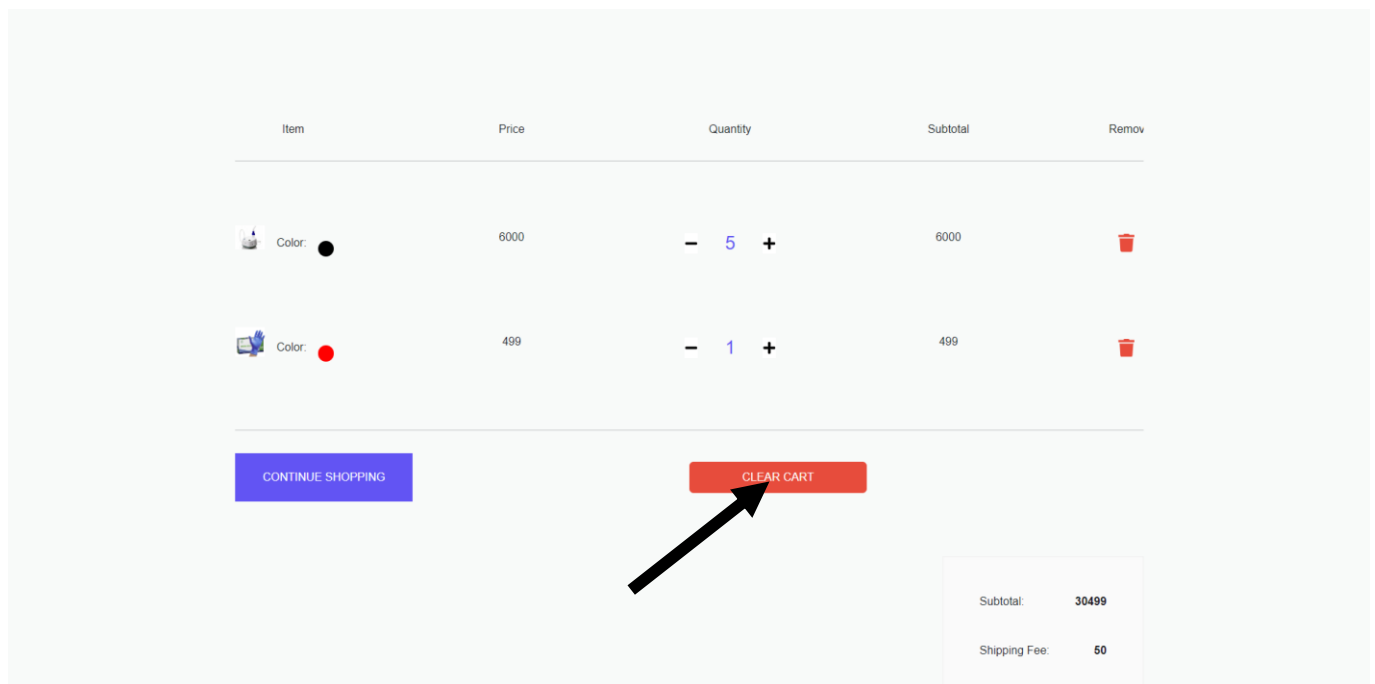 Item Price Quantity Subtotal Remov
Color: 6000 5 6000
Color: 499 1 499
CONTINUE SHOPPING CLEAR CART
Subtotal: 30499
Shipping Fee: 50